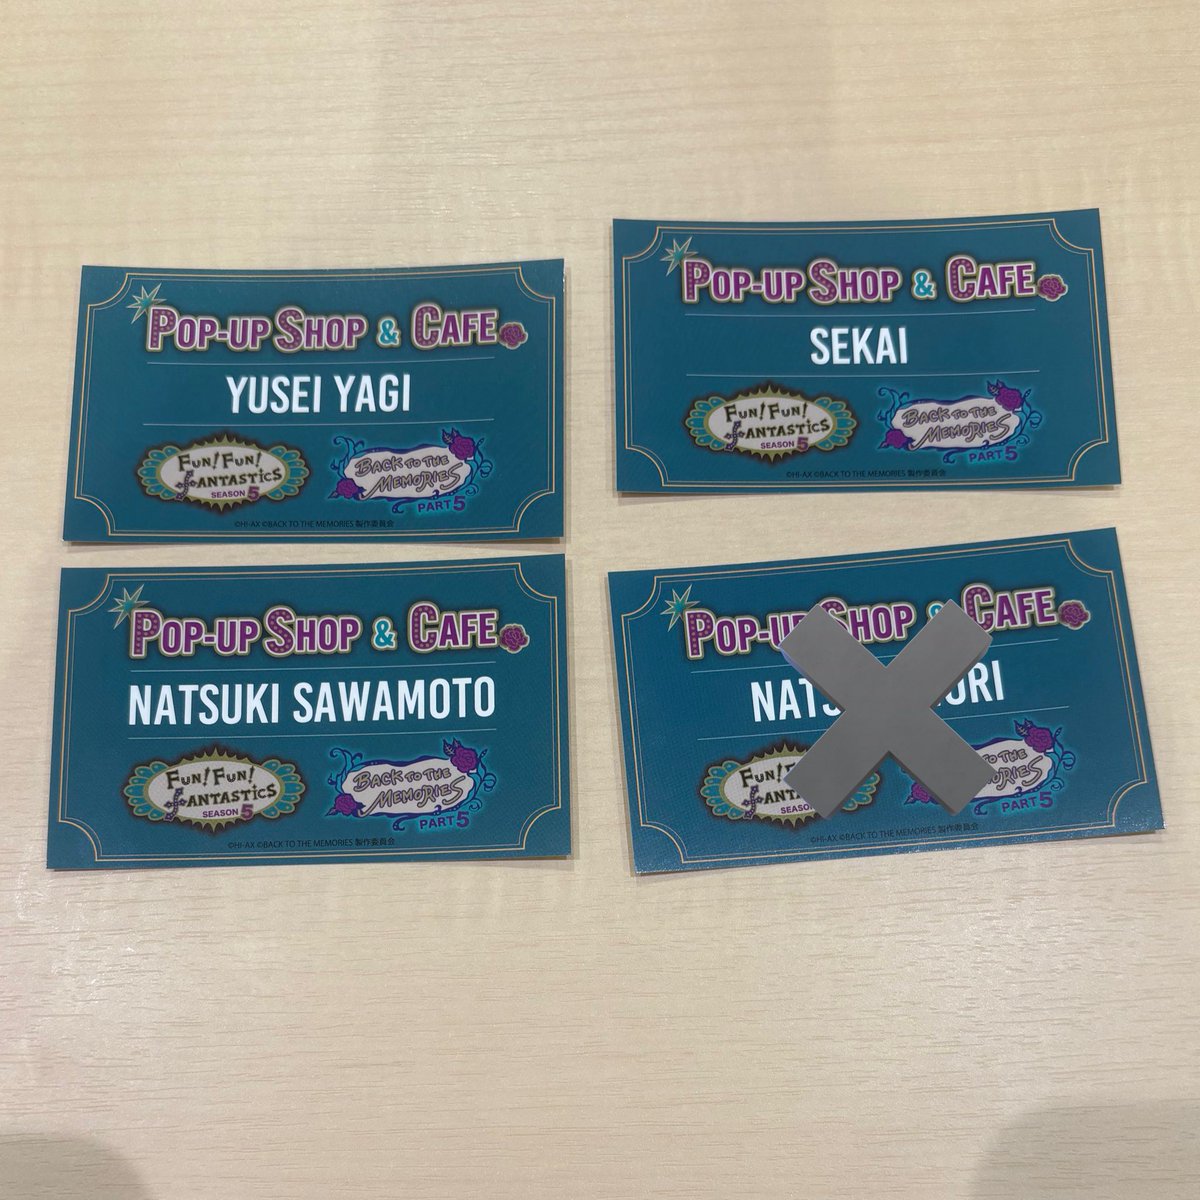 POP-UP SHOP & CAFE
YUSEI YAGI
FUN! FUN!
FANTASTICS
SEASON 5
BACK TO THE
MEMORIES
PART 5
©HI-AX ©BACK TO THE MEMORIES 製作委員会
POP-UP SHOP & CAFE
SEKAI
FUN! FUN!
FANTASTICS
SEASON 5
BACK TO THE
MEMORIES
PART 5
©HI-AX ©BACK TO THE MEMORIES 製作委員会
POP-UP SHOP & CAFE
NATSUKI SAWAMOTO
FUN! FUN!
FANTASTICS
SEASON 5
BACK TO THE
MEMORIES
PART 5
©HI-AX ©BACK TO THE MEMORIES 製作委員会
POP-UP SHOP & CAFE
PART 5
©HI-AX ©BACK TO THE MEMORIES 製作委員会